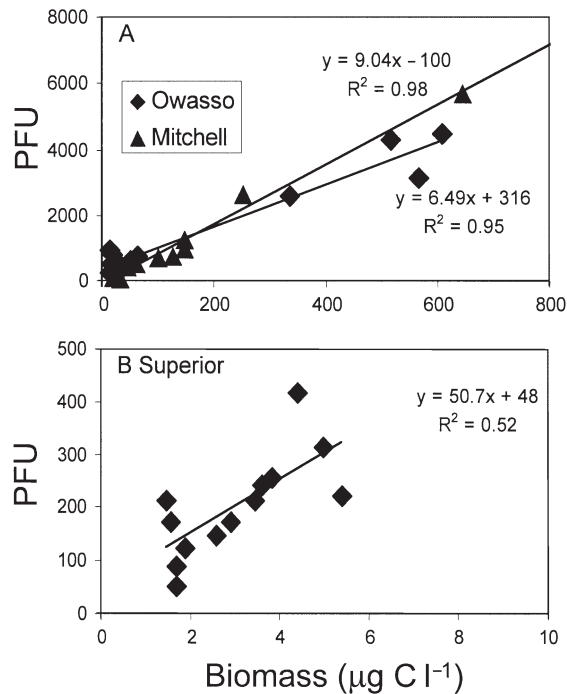 8000
A
y = 9.04x – 100
R² = 0.98
6000
Owasso
Mitchell
PFU
4000
y = 6.49x + 316
R² = 0.95
2000
0
0 200 400 600 800
500
B Superior
y = 50.7x + 48
R² = 0.52
400
PFU
300
200
100
0
0 2 4 6 8 10
Biomass (μg C l⁻¹)